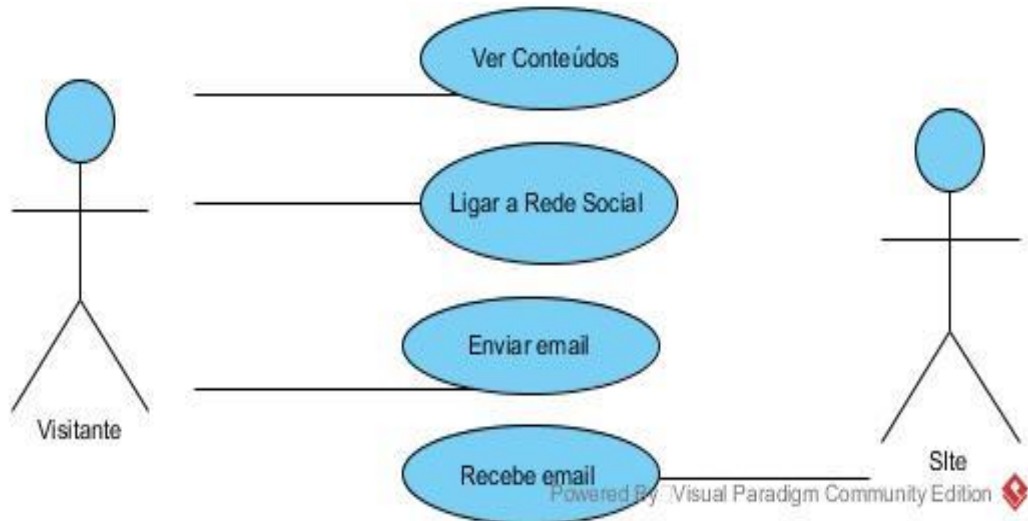 Ver Conteúdos
Ligar a Rede Social
Enviar email
Visitante
Recebe email
SIte
Powered By Visual Paradigm Community Edition